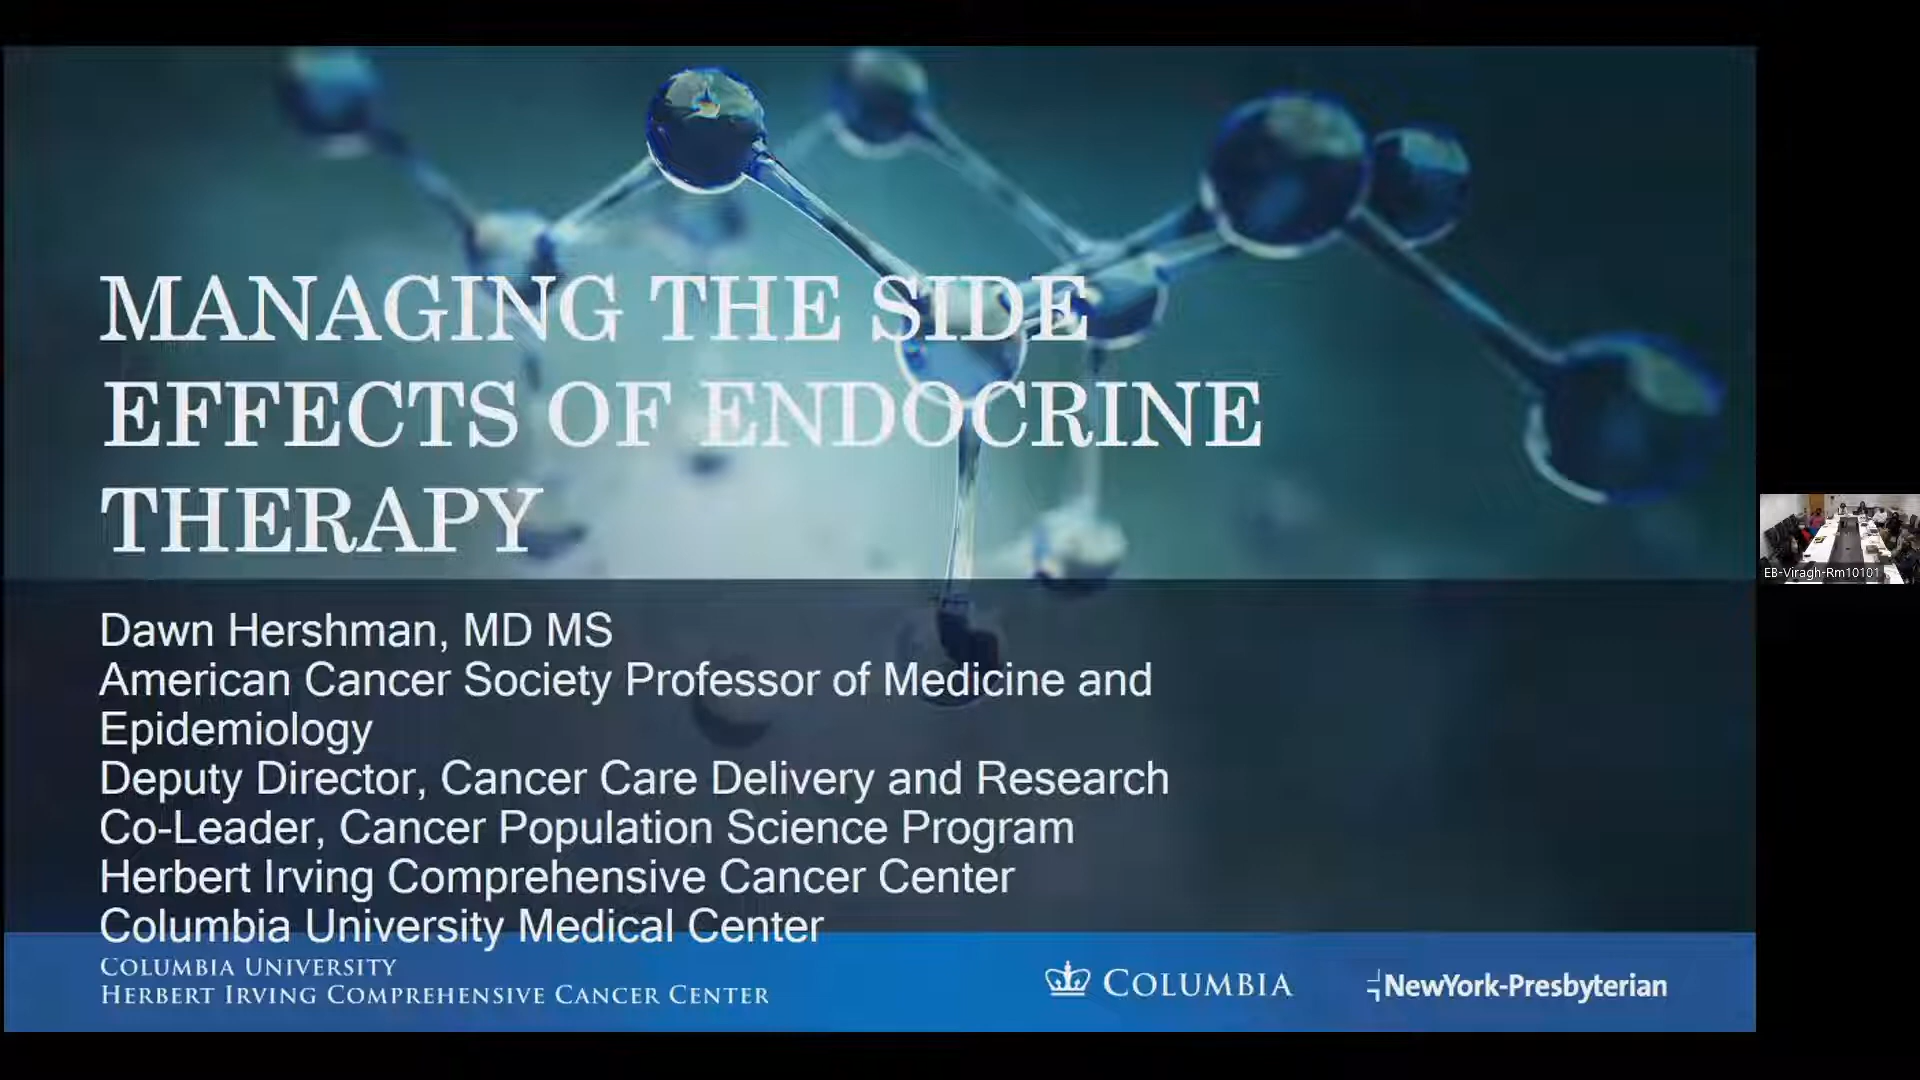 MANAGING THE SIDE
EFFECTS OF ENDOCRINE
THERAPY
Dawn Hershman, MD MS
American Cancer Society Professor of Medicine and
Epidemiology
Deputy Director, Cancer Care Delivery and Research
Co-Leader, Cancer Population Science Program
Herbert Irving Comprehensive Cancer Center
Columbia University Medical Center
COLUMBIA UNIVERSITY
HERBERT IRVING COMPREHENSIVE CANCER CENTER
COLUMBIA
NewYork-Presbyterian
EB-Viragh-Rm10101